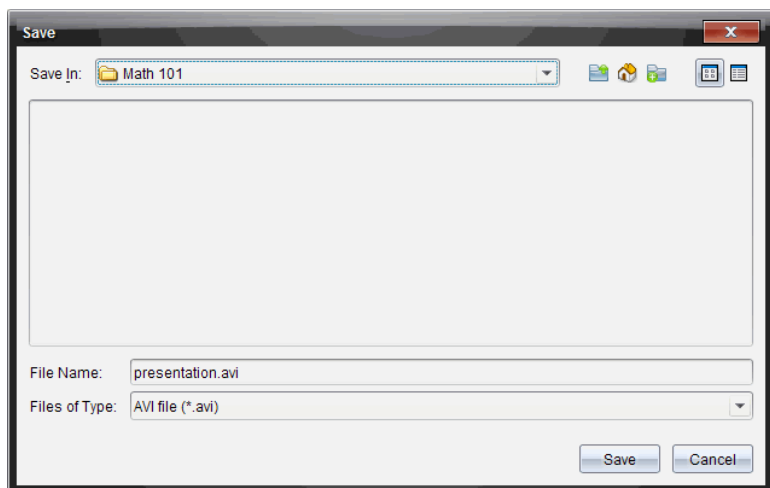 Save
Save In: Math 101
File Name: presentation.avi
Files of Type: AVI file (*.avi)
Save Cancel